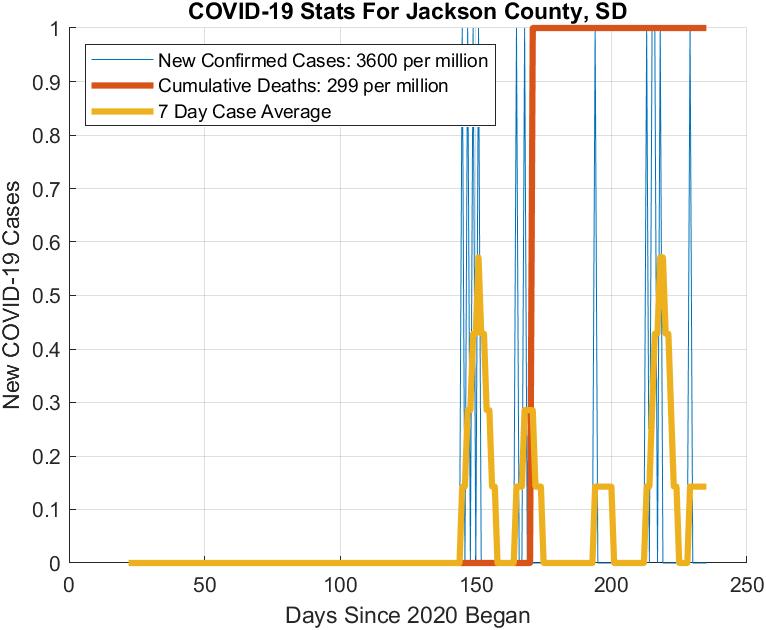 COVID-19 Stats For Jackson County, SD
New Confirmed Cases: 3600 per million
Cumulative Deaths: 299 per million
7 Day Case Average
New COVID-19 Cases
1
0.9
0.8
0.7
0.6
0.5
0.4
0.3
0.2
0.1
0
0 50 100 150 200 250
Days Since 2020 Began